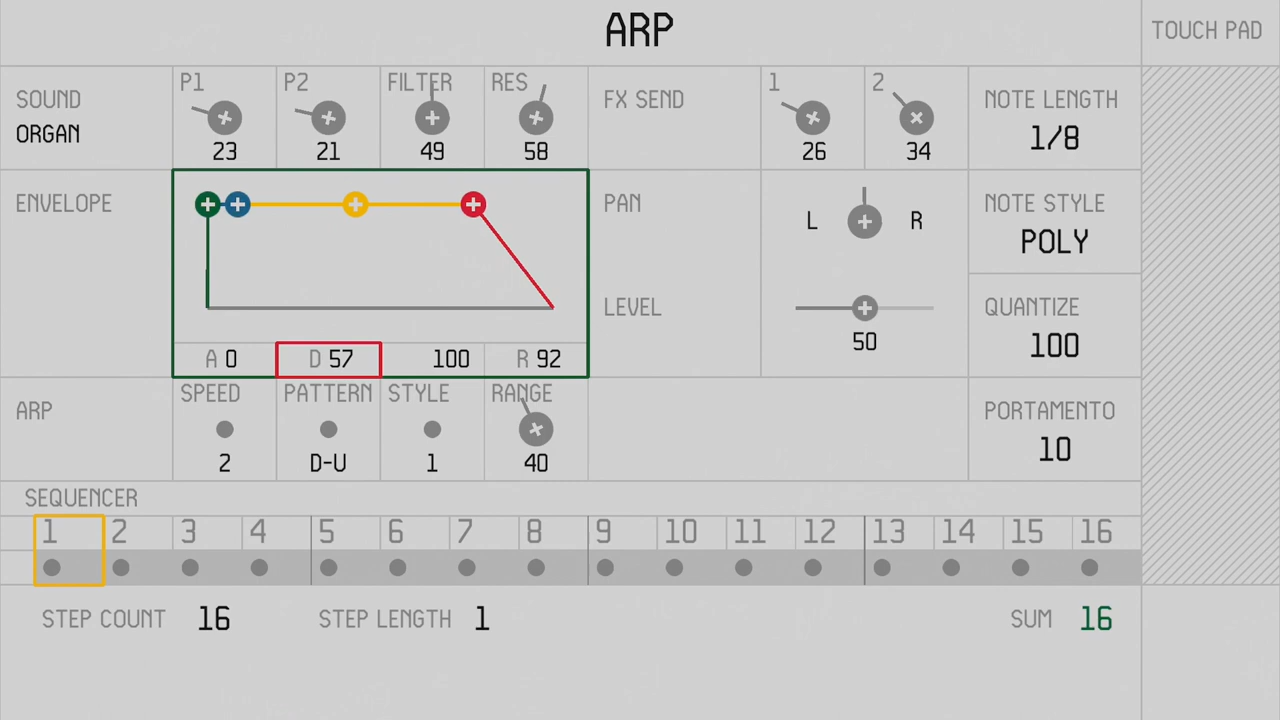 ARP
TOUCH PAD
SOUND
ORGAN
P1
23
P2
21
FILTER
49
RES
58
FX SEND
1
26
2
34
NOTE LENGTH
1/8
ENVELOPE
A 0
D 57
100
R 92
PAN
L
R
LEVEL
50
NOTE STYLE
POLY
QUANTIZE
100
ARP
SPEED
2
PATTERN
D-U
STYLE
1
RANGE
40
PORTAMENTO
10
SEQUENCER
1 2 3 4 5 6 7 8 9 10 11 12 13 14 15 16
STEP COUNT 16 STEP LENGTH 1 SUM 16